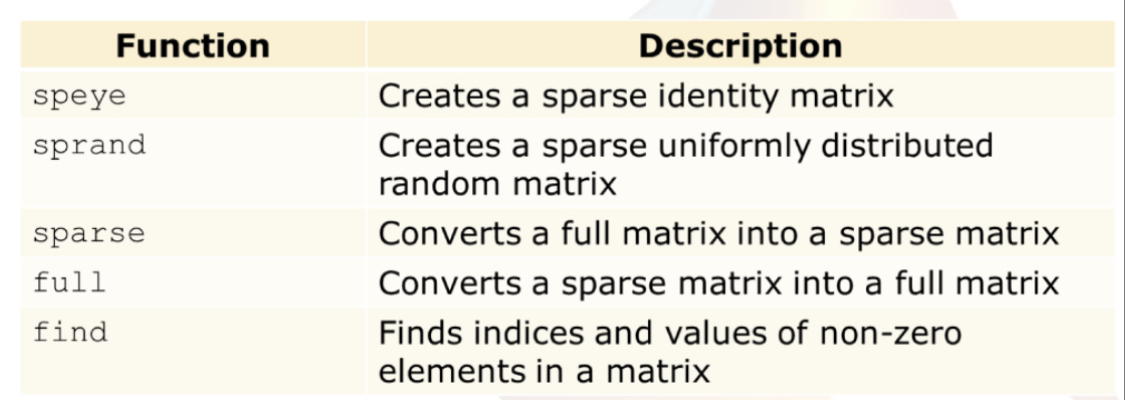 Function Description
speye Creates a sparse identity matrix
sprand Creates a sparse uniformly distributed
random matrix
sparse Converts a full matrix into a sparse matrix
full Converts a sparse matrix into a full matrix
find Finds indices and values of non-zero
elements in a matrix